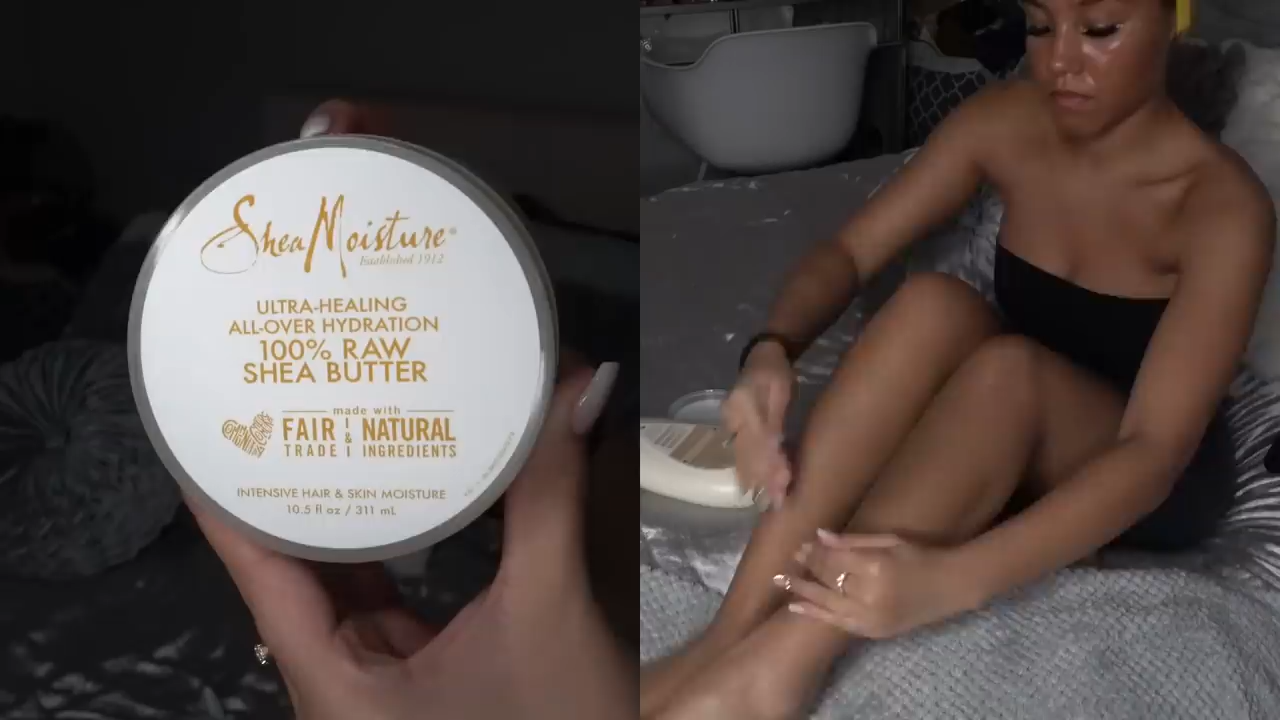 SheaMoisture®
Established 1912
ULTRA-HEALING
ALL-OVER HYDRATION
100% RAW
SHEA BUTTER
made with
FAIR & NATURAL
TRADE INGREDIENTS
INTENSIVE HAIR & SKIN MOISTURE
10.5 fl oz / 311 mL